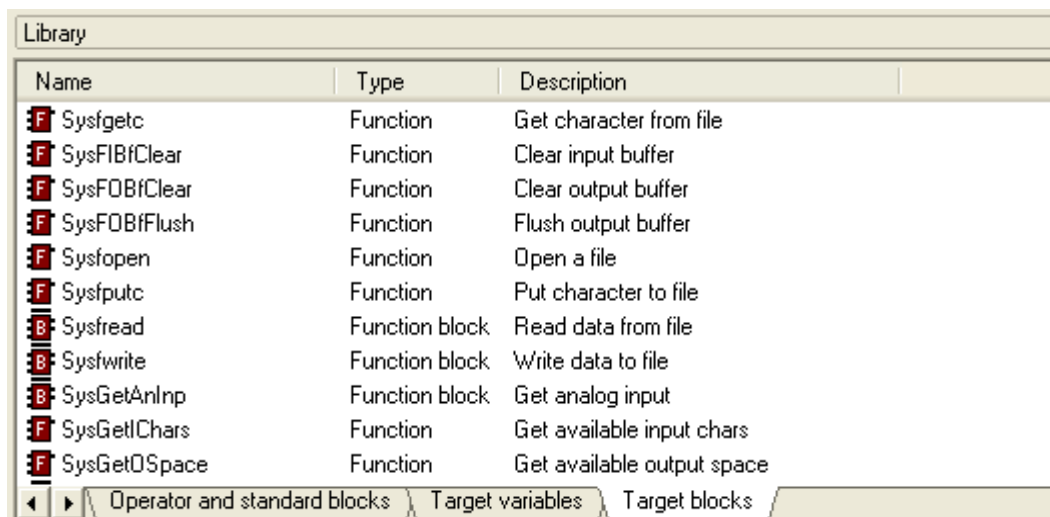 Library
Name Type Description
F Sysfgetc Function Get character from file
F SysFIBfClear Function Clear input buffer
F SysFOBfClear Function Clear output buffer
F SysFOBfFlush Function Flush output buffer
F Sysfopen Function Open a file
F Sysfputc Function Put character to file
B Sysfread Function block Read data from file
B Sysfwrite Function block Write data to file
B SysGetAnInp Function block Get analog input
F SysGetIChars Function Get available input chars
F SysGetOSpace Function Get available output space
Operator and standard blocks Target variables Target blocks